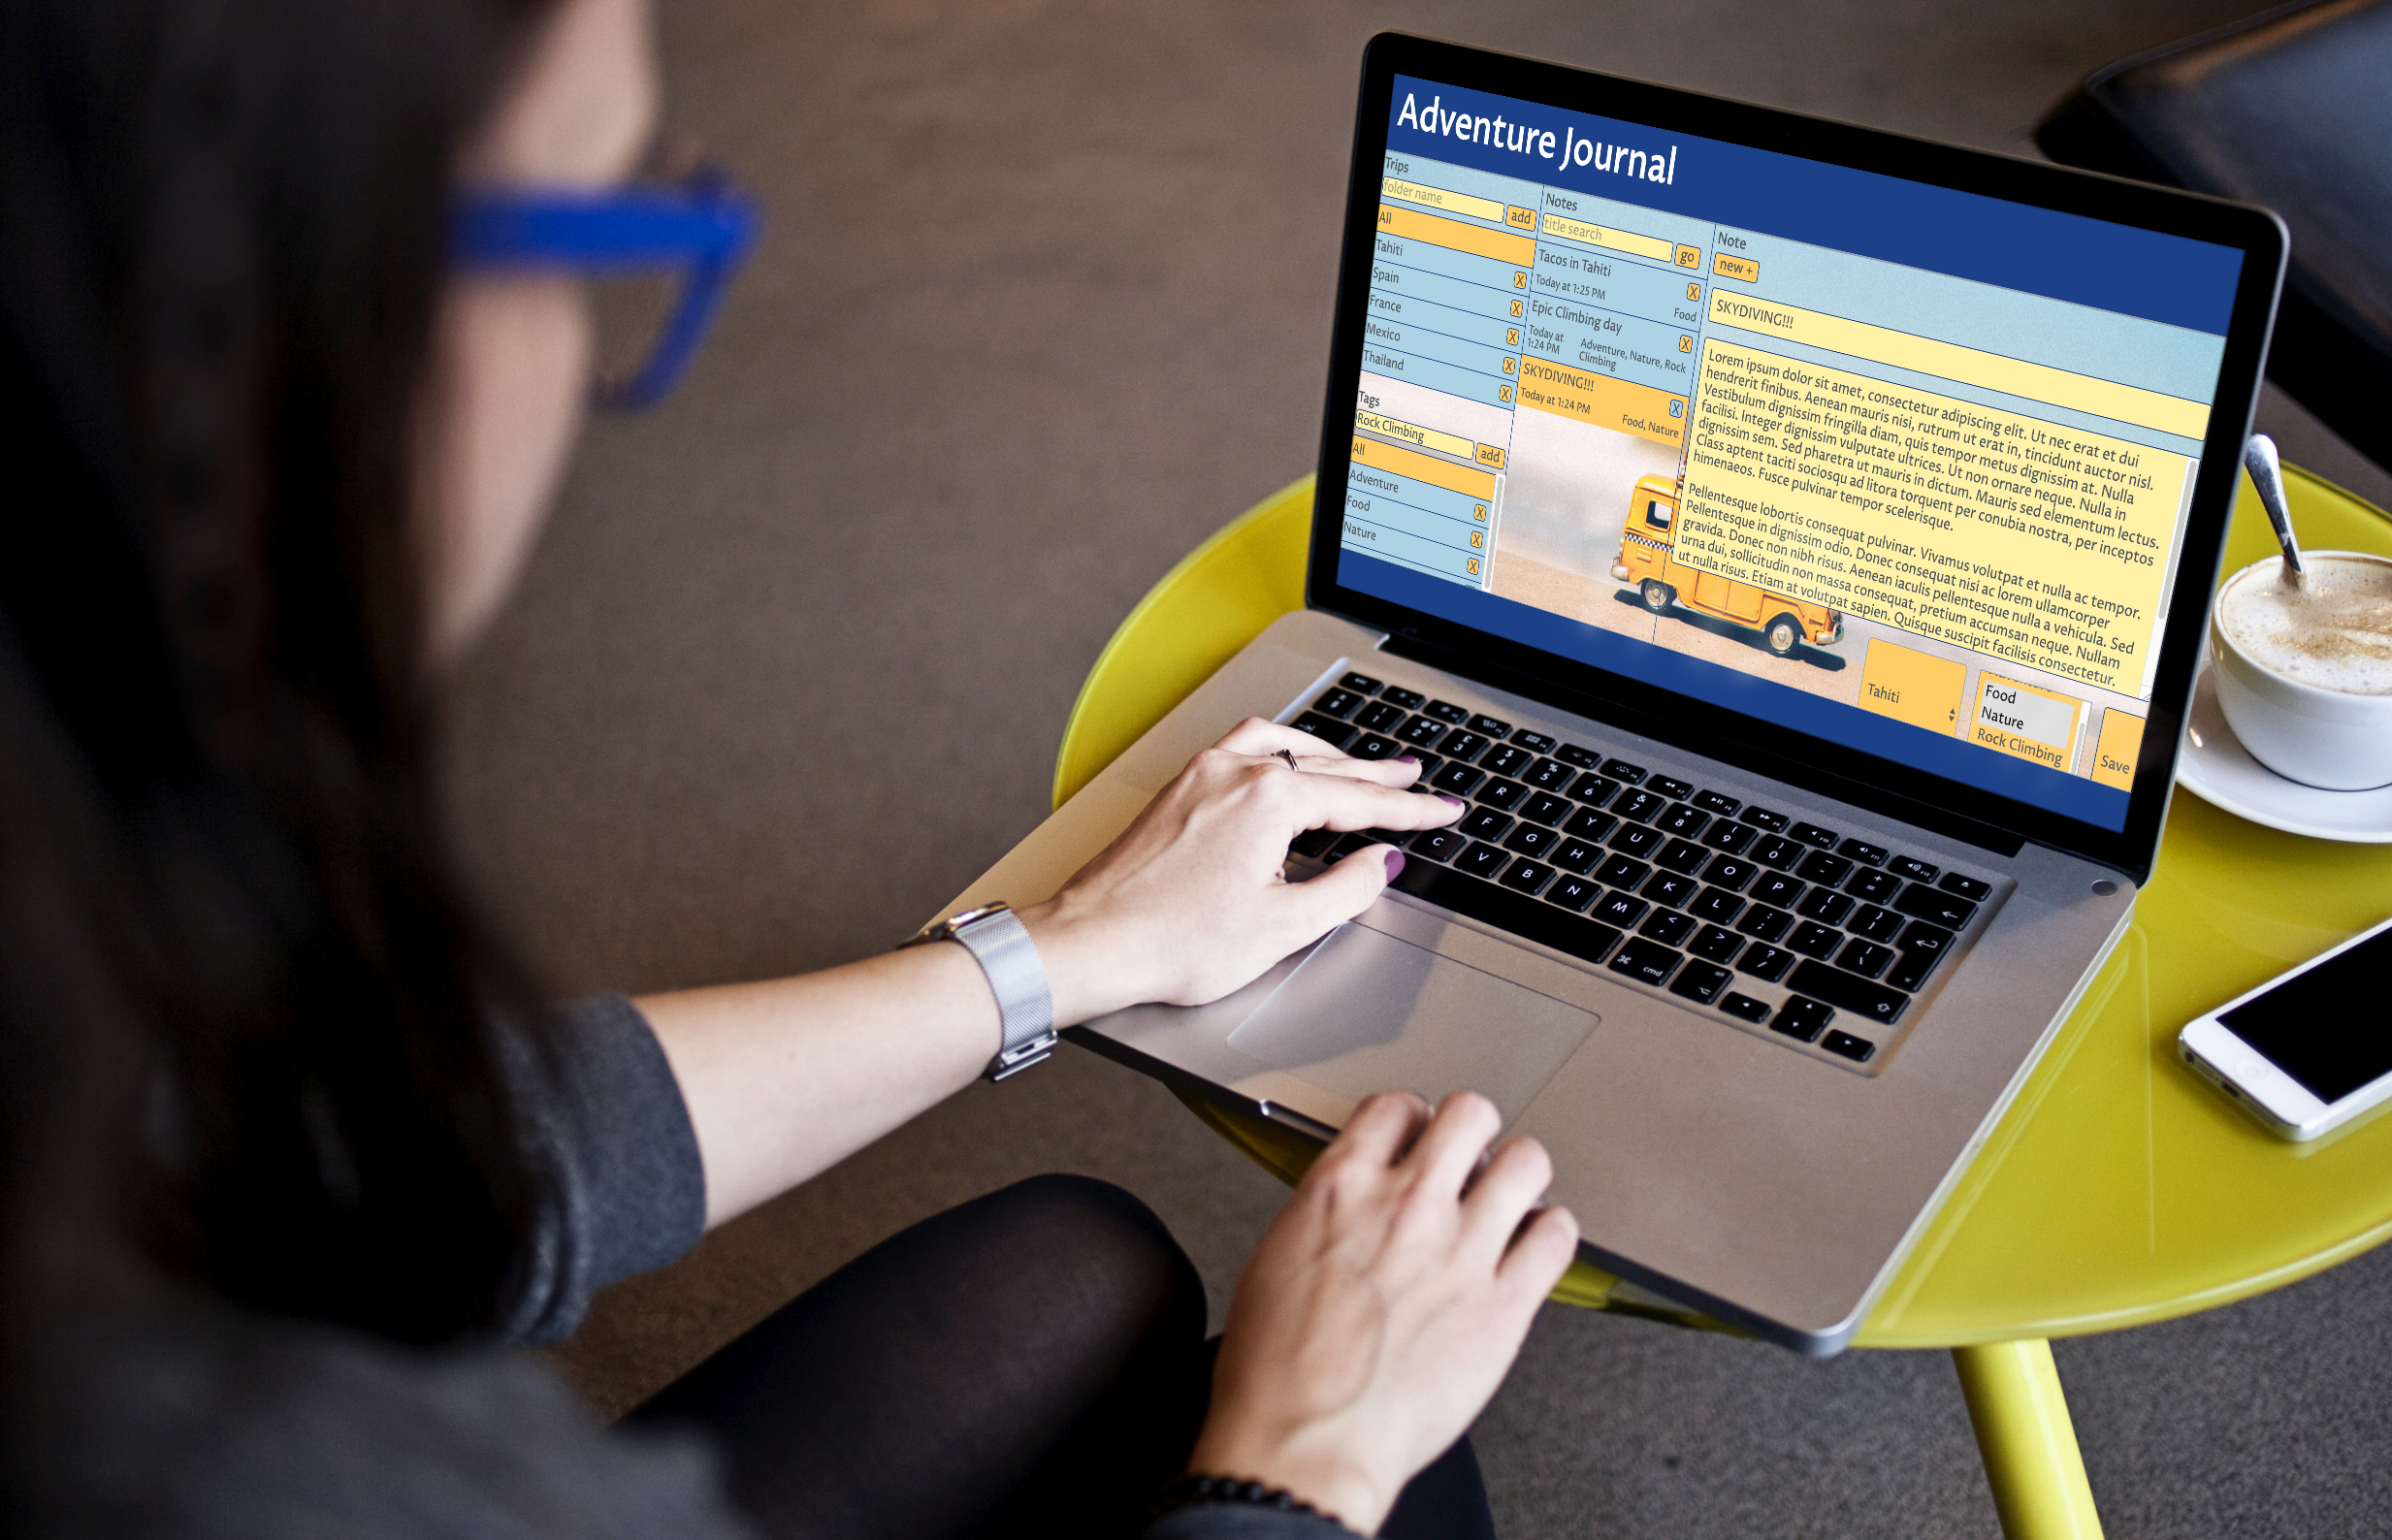 Adventure Journal
Trips
folder name
add
All
Tahiti
X
Spain
X
France
X
Mexico
X
Thailand
X
Tags
Rock Climbing
add
All
Adventure
X
Food
X
Nature
X
Notes
title search
go
Tacos in Tahiti
X
Today at 1:25 PM
Food
Epic Climbing day
X
Today at
1:24 PM
Adventure, Nature, Rock
Climbing
SKYDIVING!!!
X
Today at 1:24 PM
Food, Nature
Note
new +
SKYDIVING!!!
Lorem ipsum dolor sit amet, consectetur adipiscing elit. Ut nec erat et dui
hendrerit finibus. Aenean mauris nisi, rutrum ut erat in, tincidunt auctor nisl.
Vestibulum dignissim fringilla diam, quis tempor metus dignissim at. Nulla
facilisi. Integer dignissim vulputate ultrices. Ut non ornare neque. Nulla in
dignissim sem. Sed pharetra ut mauris in dictum. Mauris sed elementum lectus.
Class aptent taciti sociosqu ad litora torquent per conubia nostra, per inceptos
himenaeos. Fusce pulvinar tempor scelerisque.
Pellentesque lobortis consequat pulvinar. Vivamus volutpat et nulla ac tempor.
Pellentesque in dignissim odio. Donec consequat nisi ac lorem ullamcorper
gravida. Donec non nibh risus. Aenean iaculis pellentesque nulla a vehicula. Sed
urna dui, sollicitudin non massa consequat, pretium accumsan neque. Nullam
ut nulla risus. Etiam at volutpat sapien. Quisque suscipit facilisis consectetur.
Tahiti
Food
Nature
Rock Climbing
Save
Q E R T Y U I O P
F G H J K L
C V B N M
cmd